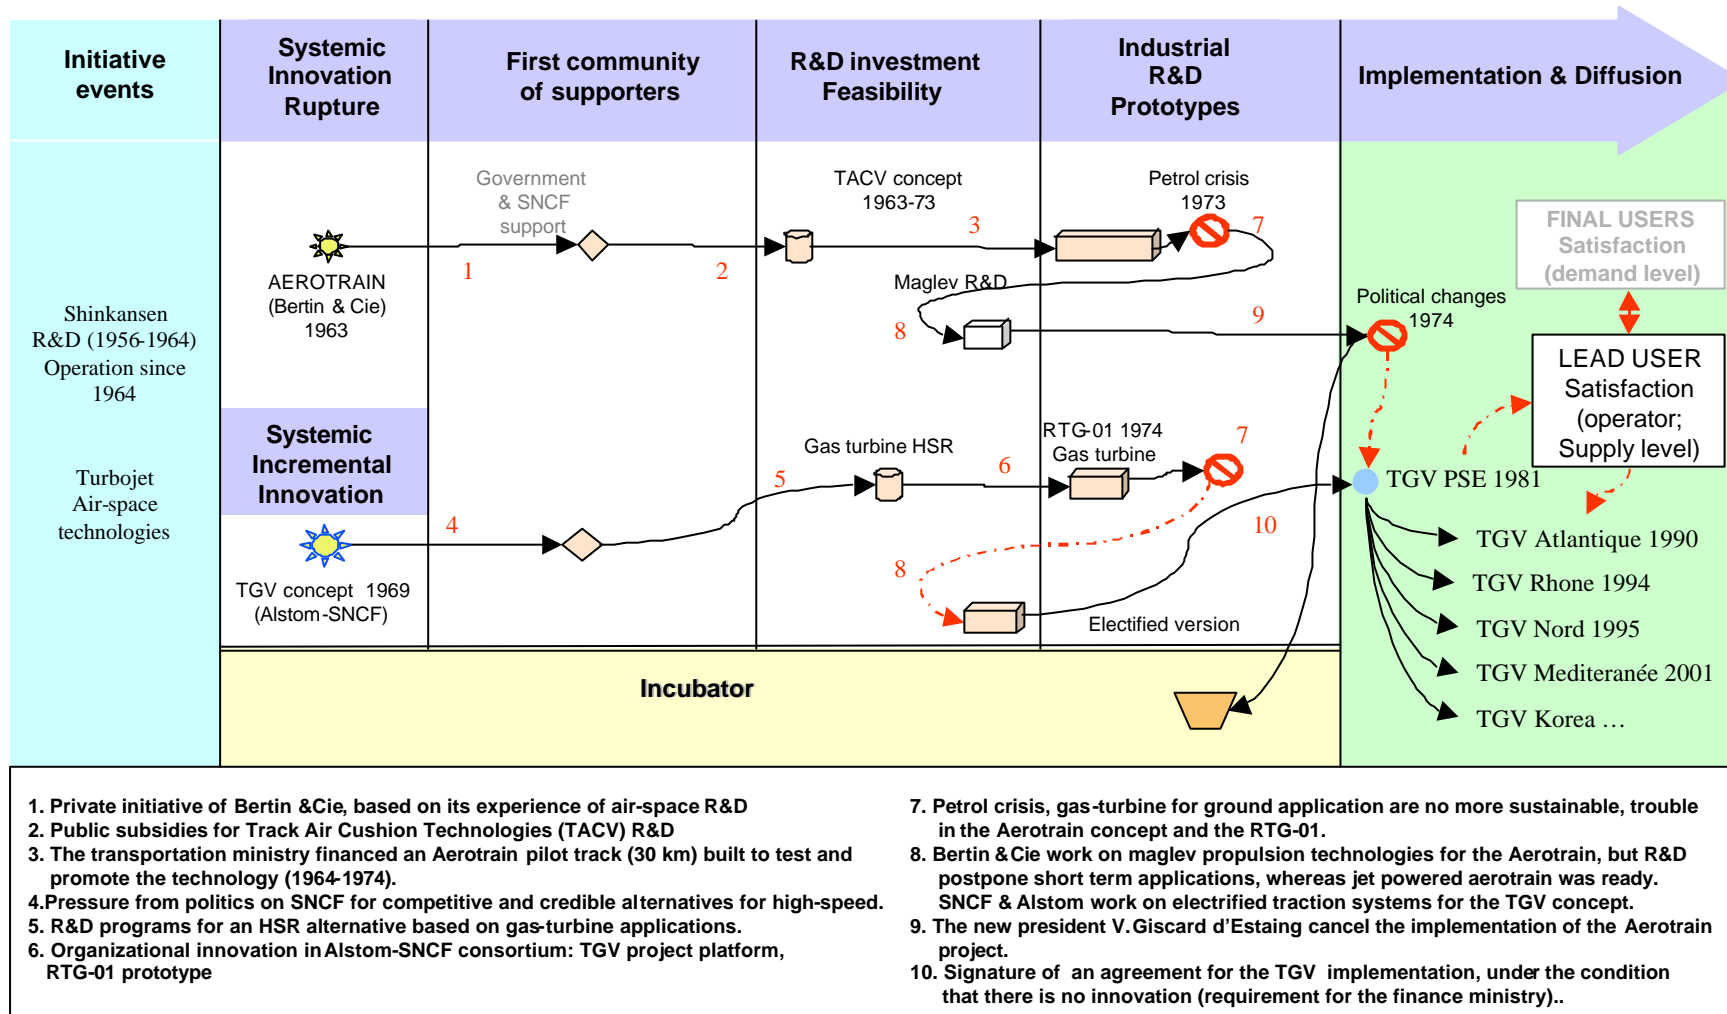 Initiative
events
Systemic
Innovation
Rupture
First community
of supporters
R&D investment
Feasibility
Industrial
R&D
Prototypes
Implementation & Diffusion
Shinkansen
R&D (1956-1964)
Operation since
1964
Turbojet
Air-space
technologies
AEROTRAIN
(Bertin & Cie)
1963
1
Government
& SNCF
support
2
TACV concept
1963-73
3
Petrol crisis
1973
7
Maglev R&D
8
9
Political changes
1974
FINAL USERS
Satisfaction
(demand level)
LEAD USER
Satisfaction
(operator;
Supply level)
Systemic
Incremental
Innovation
TGV concept 1969
(Alstom-SNCF)
4
5
Gas turbine HSR
6
RTG-01 1974
Gas turbine
7
8
10
Electified version
TGV PSE 1981
TGV Atlantique 1990
TGV Rhone 1994
TGV Nord 1995
TGV Mediteranée 2001
TGV Korea …
Incubator
1. Private initiative of Bertin &Cie, based on its experience of air-space R&D
2. Public subsidies for Track Air Cushion Technologies (TACV) R&D
3. The transportation ministry financed an Aerotrain pilot track (30 km) built to test and
promote the technology (1964-1974).
4.Pressure from politics on SNCF for competitive and credible alternatives for high-speed.
5. R&D programs for an HSR alternative based on gas-turbine applications.
6. Organizational innovation in Alstom-SNCF consortium: TGV project platform,
RTG-01 prototype
7. Petrol crisis, gas-turbine for ground application are no more sustainable, trouble
in the Aerotrain concept and the RTG-01.
8. Bertin &Cie work on maglev propulsion technologies for the Aerotrain, but R&D
postpone short term applications, whereas jet powered aerotrain was ready.
SNCF & Alstom work on electrified traction systems for the TGV concept.
9. The new president V.Giscard d'Estaing cancel the implementation of the Aerotrain
project.
10. Signature of an agreement for the TGV implementation, under the condition
that there is no innovation (requirement for the finance ministry)..